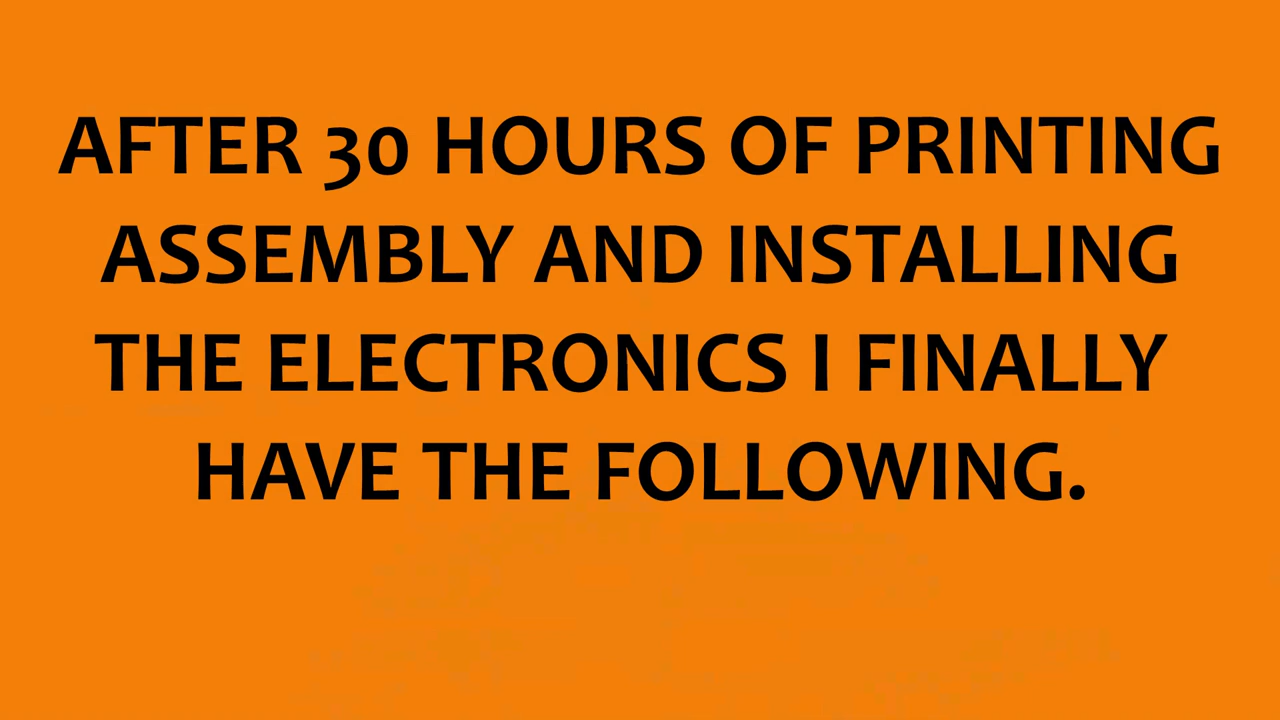 AFTER 30 HOURS OF PRINTING
ASSEMBLY AND INSTALLING
THE ELECTRONICS I FINALLY
HAVE THE FOLLOWING.